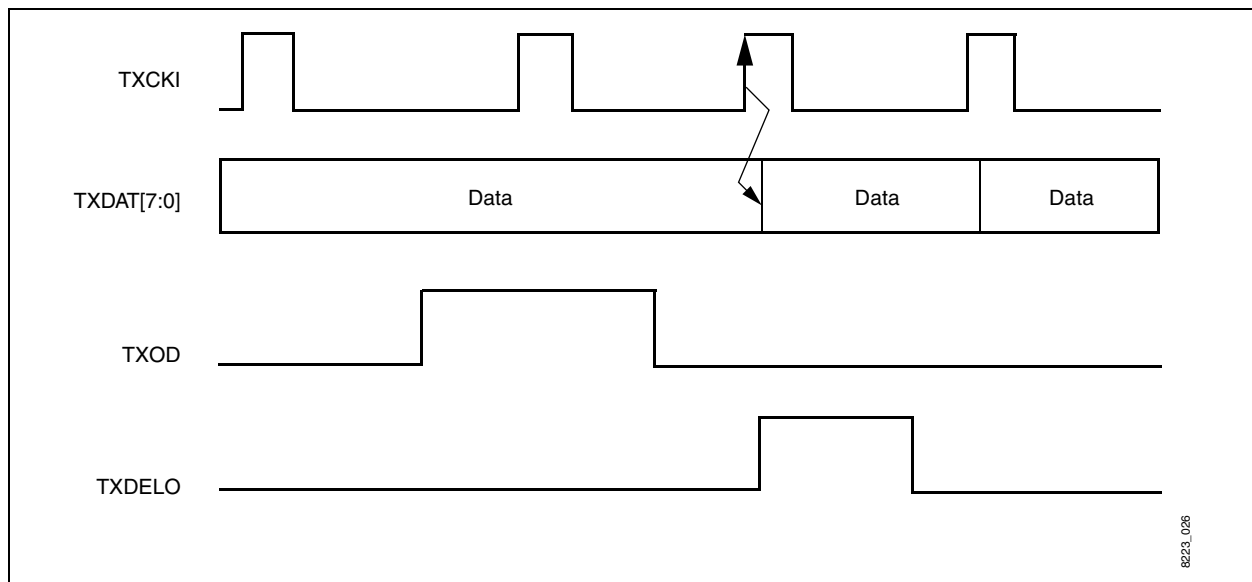 TXCKI
TXDAT[7:0]
Data
Data
Data
TXOD
TXDELO
8223_026